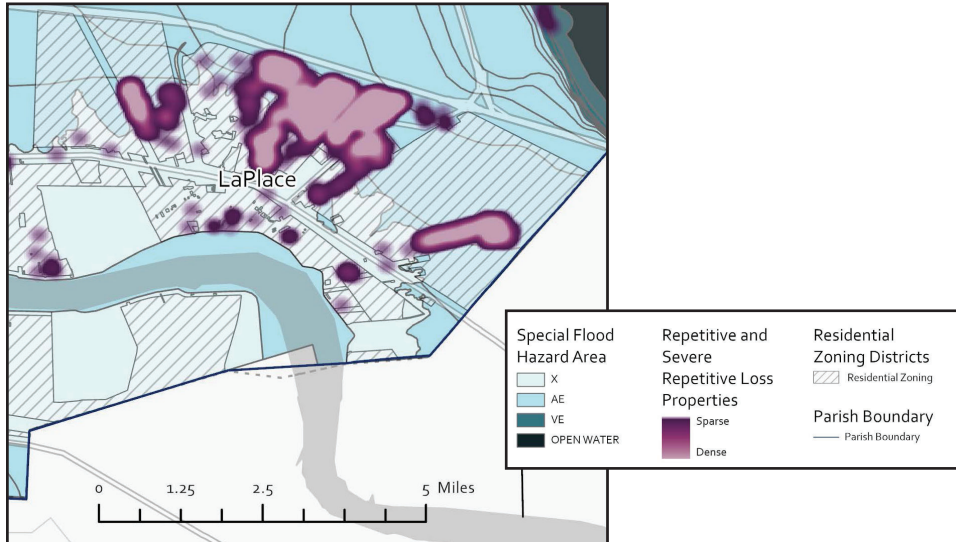 LaPlace
0 1.25 2.5 5 Miles
Special Flood
Hazard Area
X
AE
VE
OPEN WATER
Repetitive and
Severe
Repetitive Loss
Properties
Sparse
Dense
Residential
Zoning Districts
Residential Zoning
Parish Boundary
Parish Boundary